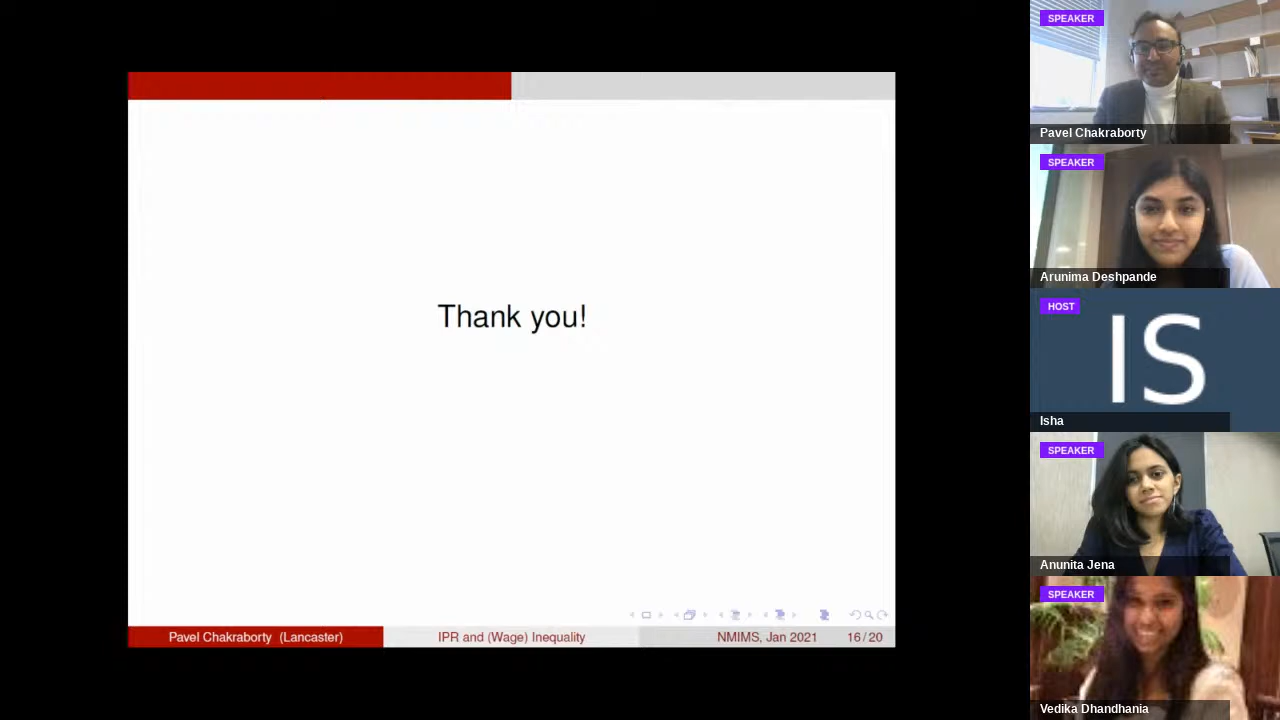 Thank you!
Pavel Chakraborty (Lancaster)
IPR and (Wage) Inequality
NMIMS, Jan 2021
16 / 20
SPEAKER
Pavel Chakraborty
SPEAKER
Arunima Deshpande
HOST
IS
Isha
SPEAKER
Anunita Jena
SPEAKER
Vedika Dhandhania